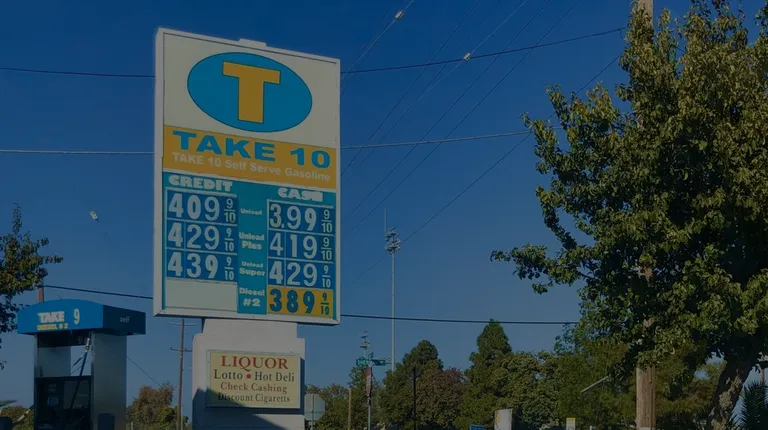 T
TAKE 10
TAKE 10 Self Serve Gasoline
CREDIT CASH
409 9/10 Unlead 3.99 9/10
429 9/10 Unlead Plus 419 9/10
439 9/10 Unlead Super 429 9/10
Diesel #2 389 9/10
TAKE 9
LIQUOR
Lotto • Hot Deli
Check Cashing
Discount Cigaretts